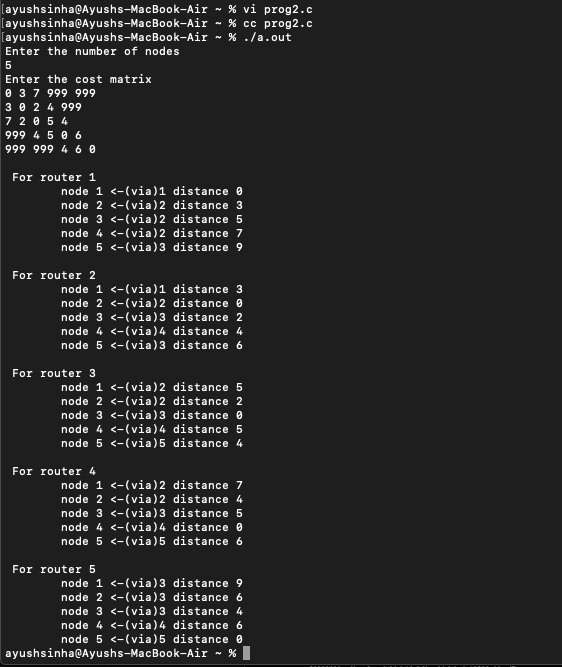 [ayushsinha@Ayushs-MacBook-Air ~ % vi prog2.c
[ayushsinha@Ayushs-MacBook-Air ~ % cc prog2.c
[ayushsinha@Ayushs-MacBook-Air ~ % ./a.out
Enter the number of nodes
5
Enter the cost matrix
0 3 7 999 999
3 0 2 4 999
7 2 0 5 4
999 4 5 0 6
999 999 4 6 0
For router 1
node 1 <-(via)1 distance 0
node 2 <-(via)2 distance 3
node 3 <-(via)2 distance 5
node 4 <-(via)2 distance 7
node 5 <-(via)3 distance 9
For router 2
node 1 <-(via)1 distance 3
node 2 <-(via)2 distance 0
node 3 <-(via)3 distance 2
node 4 <-(via)4 distance 4
node 5 <-(via)3 distance 6
For router 3
node 1 <-(via)2 distance 5
node 2 <-(via)2 distance 2
node 3 <-(via)3 distance 0
node 4 <-(via)4 distance 5
node 5 <-(via)5 distance 4
For router 4
node 1 <-(via)2 distance 7
node 2 <-(via)2 distance 4
node 3 <-(via)3 distance 5
node 4 <-(via)4 distance 0
node 5 <-(via)5 distance 6
For router 5
node 1 <-(via)3 distance 9
node 2 <-(via)3 distance 6
node 3 <-(via)3 distance 4
node 4 <-(via)4 distance 6
node 5 <-(via)5 distance 0
ayushsinha@Ayushs-MacBook-Air ~ %